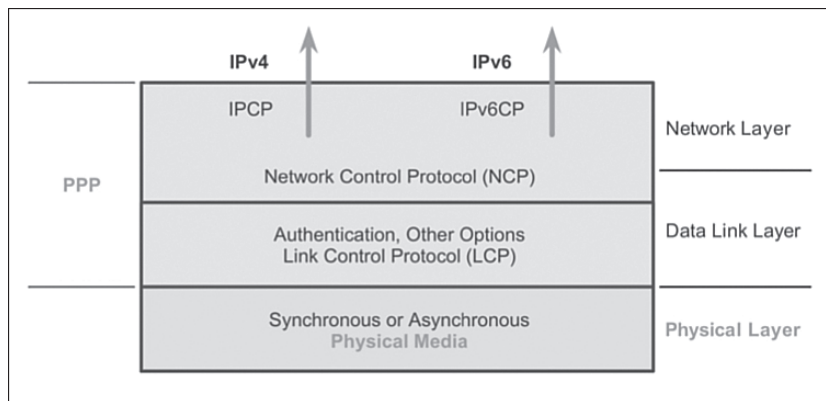 IPv4 IPv6
IPCP IPv6CP
Network Layer
Network Control Protocol (NCP)
PPP
Authentication, Other Options
Link Control Protocol (LCP)
Data Link Layer
Synchronous or Asynchronous
Physical Media
Physical Layer